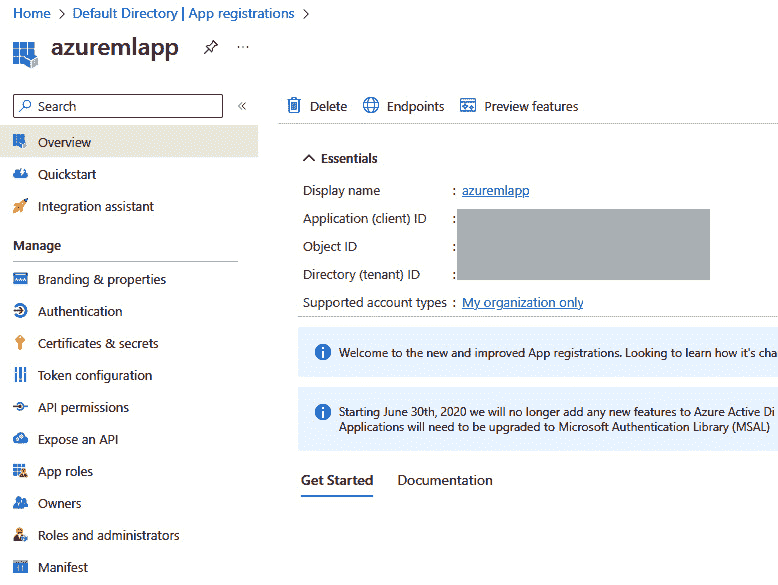 Home > Default Directory | App registrations >
azuremlapp
Search
Overview
Quickstart
Integration assistant
Manage
Branding & properties
Authentication
Certificates & secrets
Token configuration
API permissions
Expose an API
App roles
Owners
Roles and administrators
Manifest
Delete
Endpoints
Preview features
Essentials
Display name : azuremlapp
Application (client) ID :
Object ID :
Directory (tenant) ID :
Supported account types : My organization only
Welcome to the new and improved App registrations. Looking to learn how it's cha
Starting June 30th, 2020 we will no longer add any new features to Azure Active Di
Applications will need to be upgraded to Microsoft Authentication Library (MSAL)
Get Started
Documentation